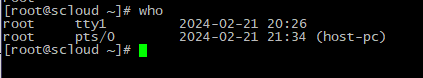 [root@scloud ~]# who
root     tty1         2024-02-21 20:26
root     pts/0        2024-02-21 21:34 (host-pc)
[root@scloud ~]#